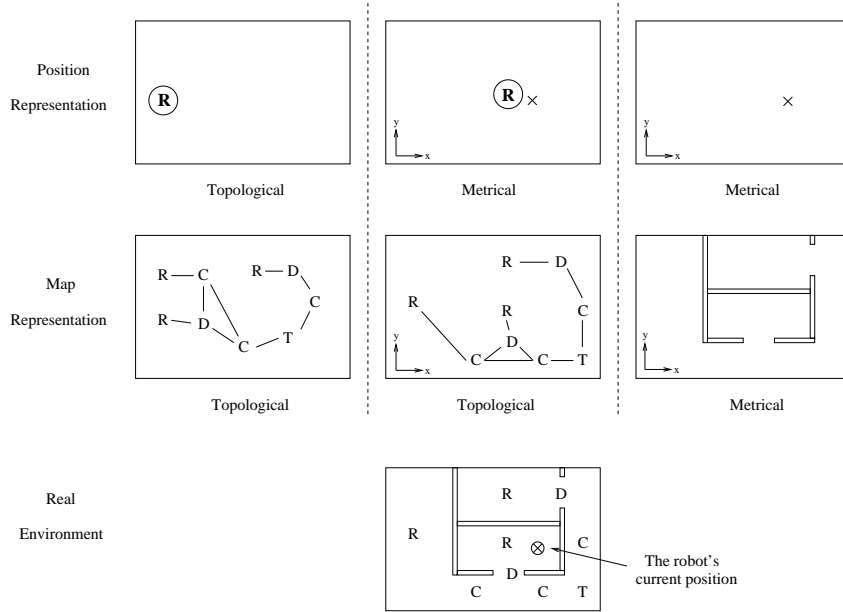 Position
Representation
R
Topological
R ×
y
x
Metrical
×
y
x
Metrical
Map
Representation
R C R D
C
R D
C T
Topological
R D
R
R C
D
C C T
y
x
Topological
y
x
Metrical
Real
Environment
R D
R
R C
D
C C T
The robot's
current position